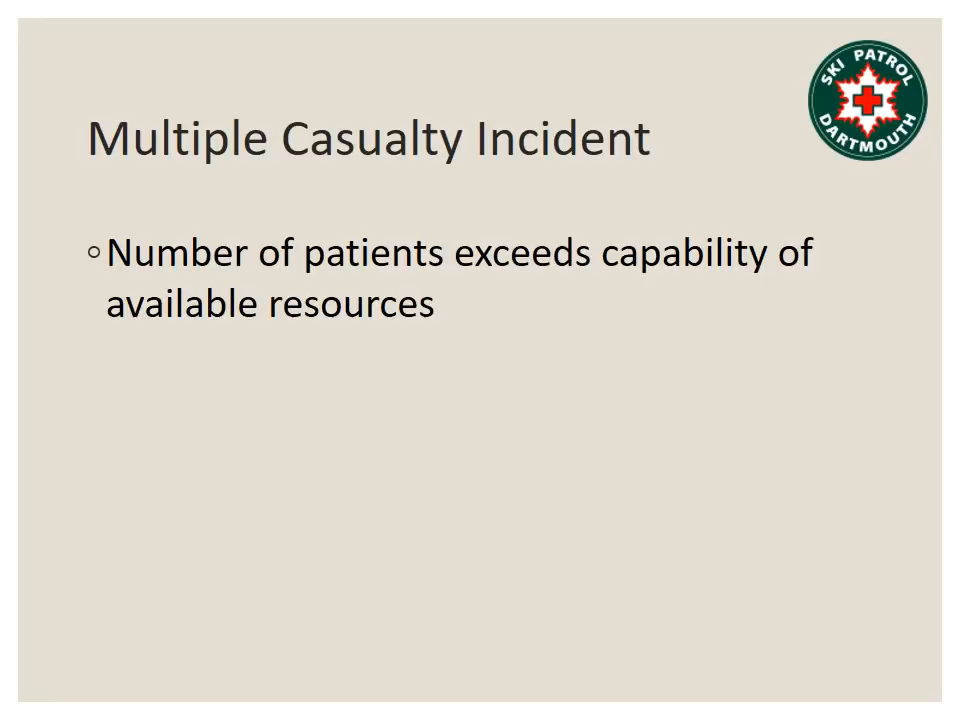 SKI PATROL
DARTMOUTH
Multiple Casualty Incident
◦Number of patients exceeds capability of
available resources